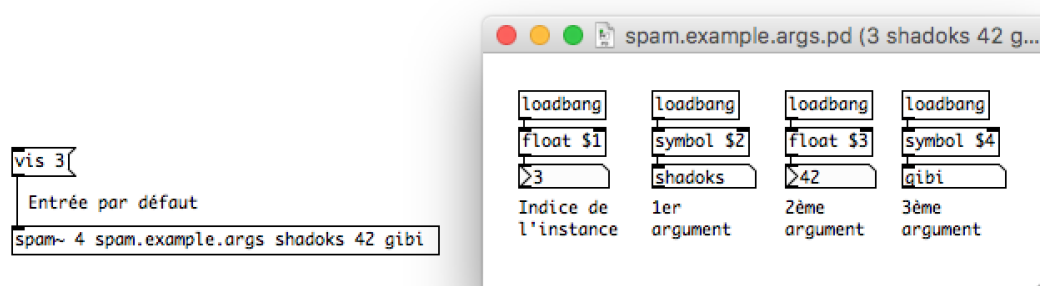 spam.example.args.pd (3 shadoks 42 g...
loadbang loadbang loadbang loadbang
float $1 symbol $2 float $3 symbol $4
3 shadoks 42 gibi
Indice de 1er 2ème 3ème
l'instance argument argument argument
vis 3
Entrée par défaut
spam~ 4 spam.example.args shadoks 42 gibi